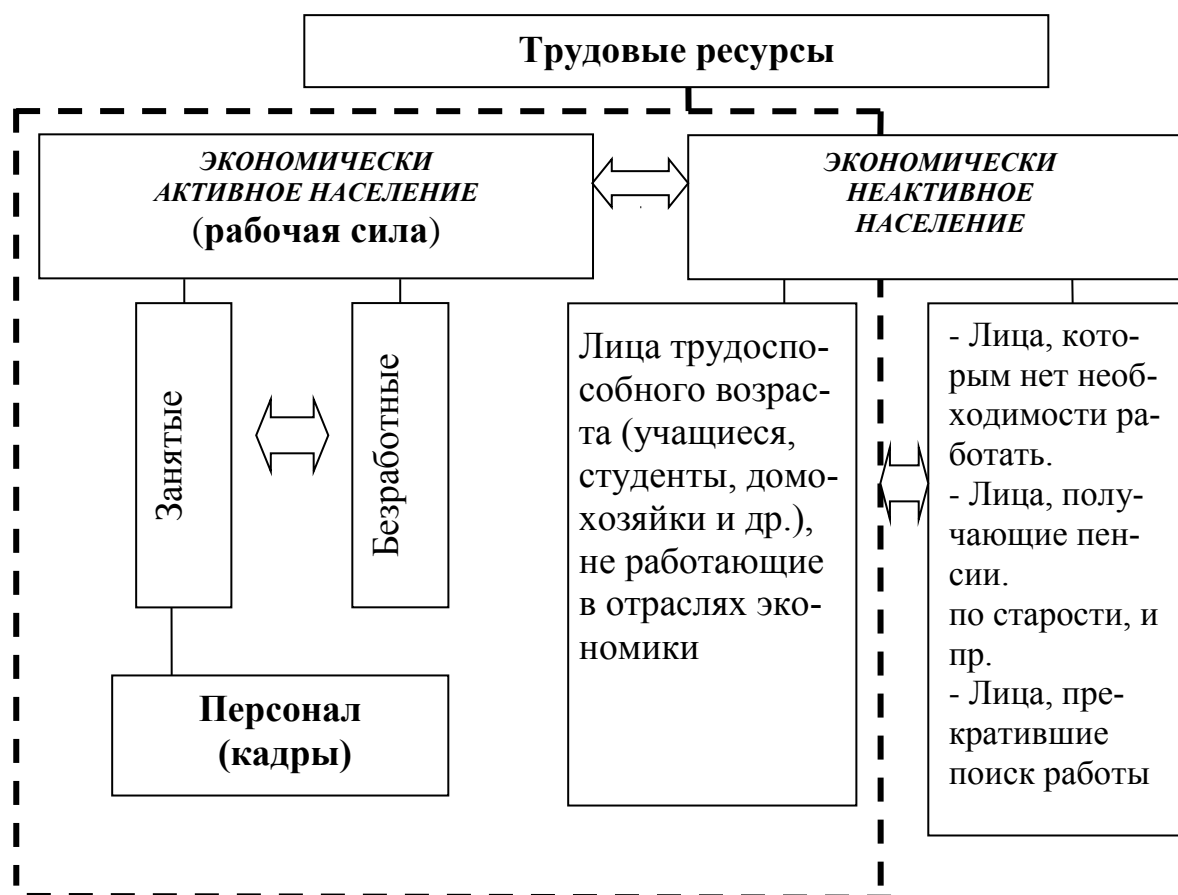 Трудовые ресурсы
ЭКОНОМИЧЕСКИ
АКТИВНОЕ НАСЕЛЕНИЕ
(рабочая сила)
ЭКОНОМИЧЕСКИ
НЕАКТИВНОЕ
НАСЕЛЕНИЕ
Занятые
Безработные
Лица трудоспо-
собного возрас-
та (учащиеся,
студенты, домо-
хозяйки и др.),
не работающие
в отраслях эко-
номики
- Лица, кото-
рым нет необ-
ходимости ра-
ботать.
- Лица, полу-
чающие пен-
сии.
по старости, и
пр.
- Лица, пре-
кратившие
поиск работы
Персонал
(кадры)